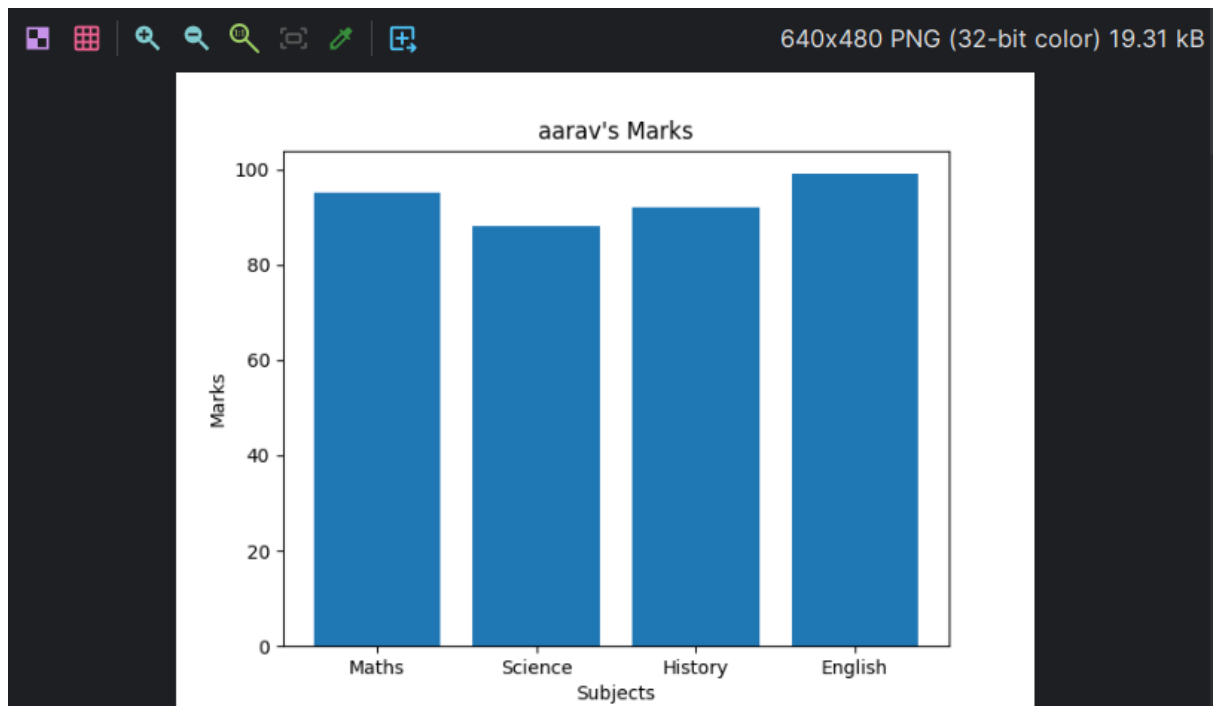 640x480 PNG (32-bit color) 19.31 kB
aarav's Marks
100
80
60
40
20
0
Marks
Maths Science History English
Subjects